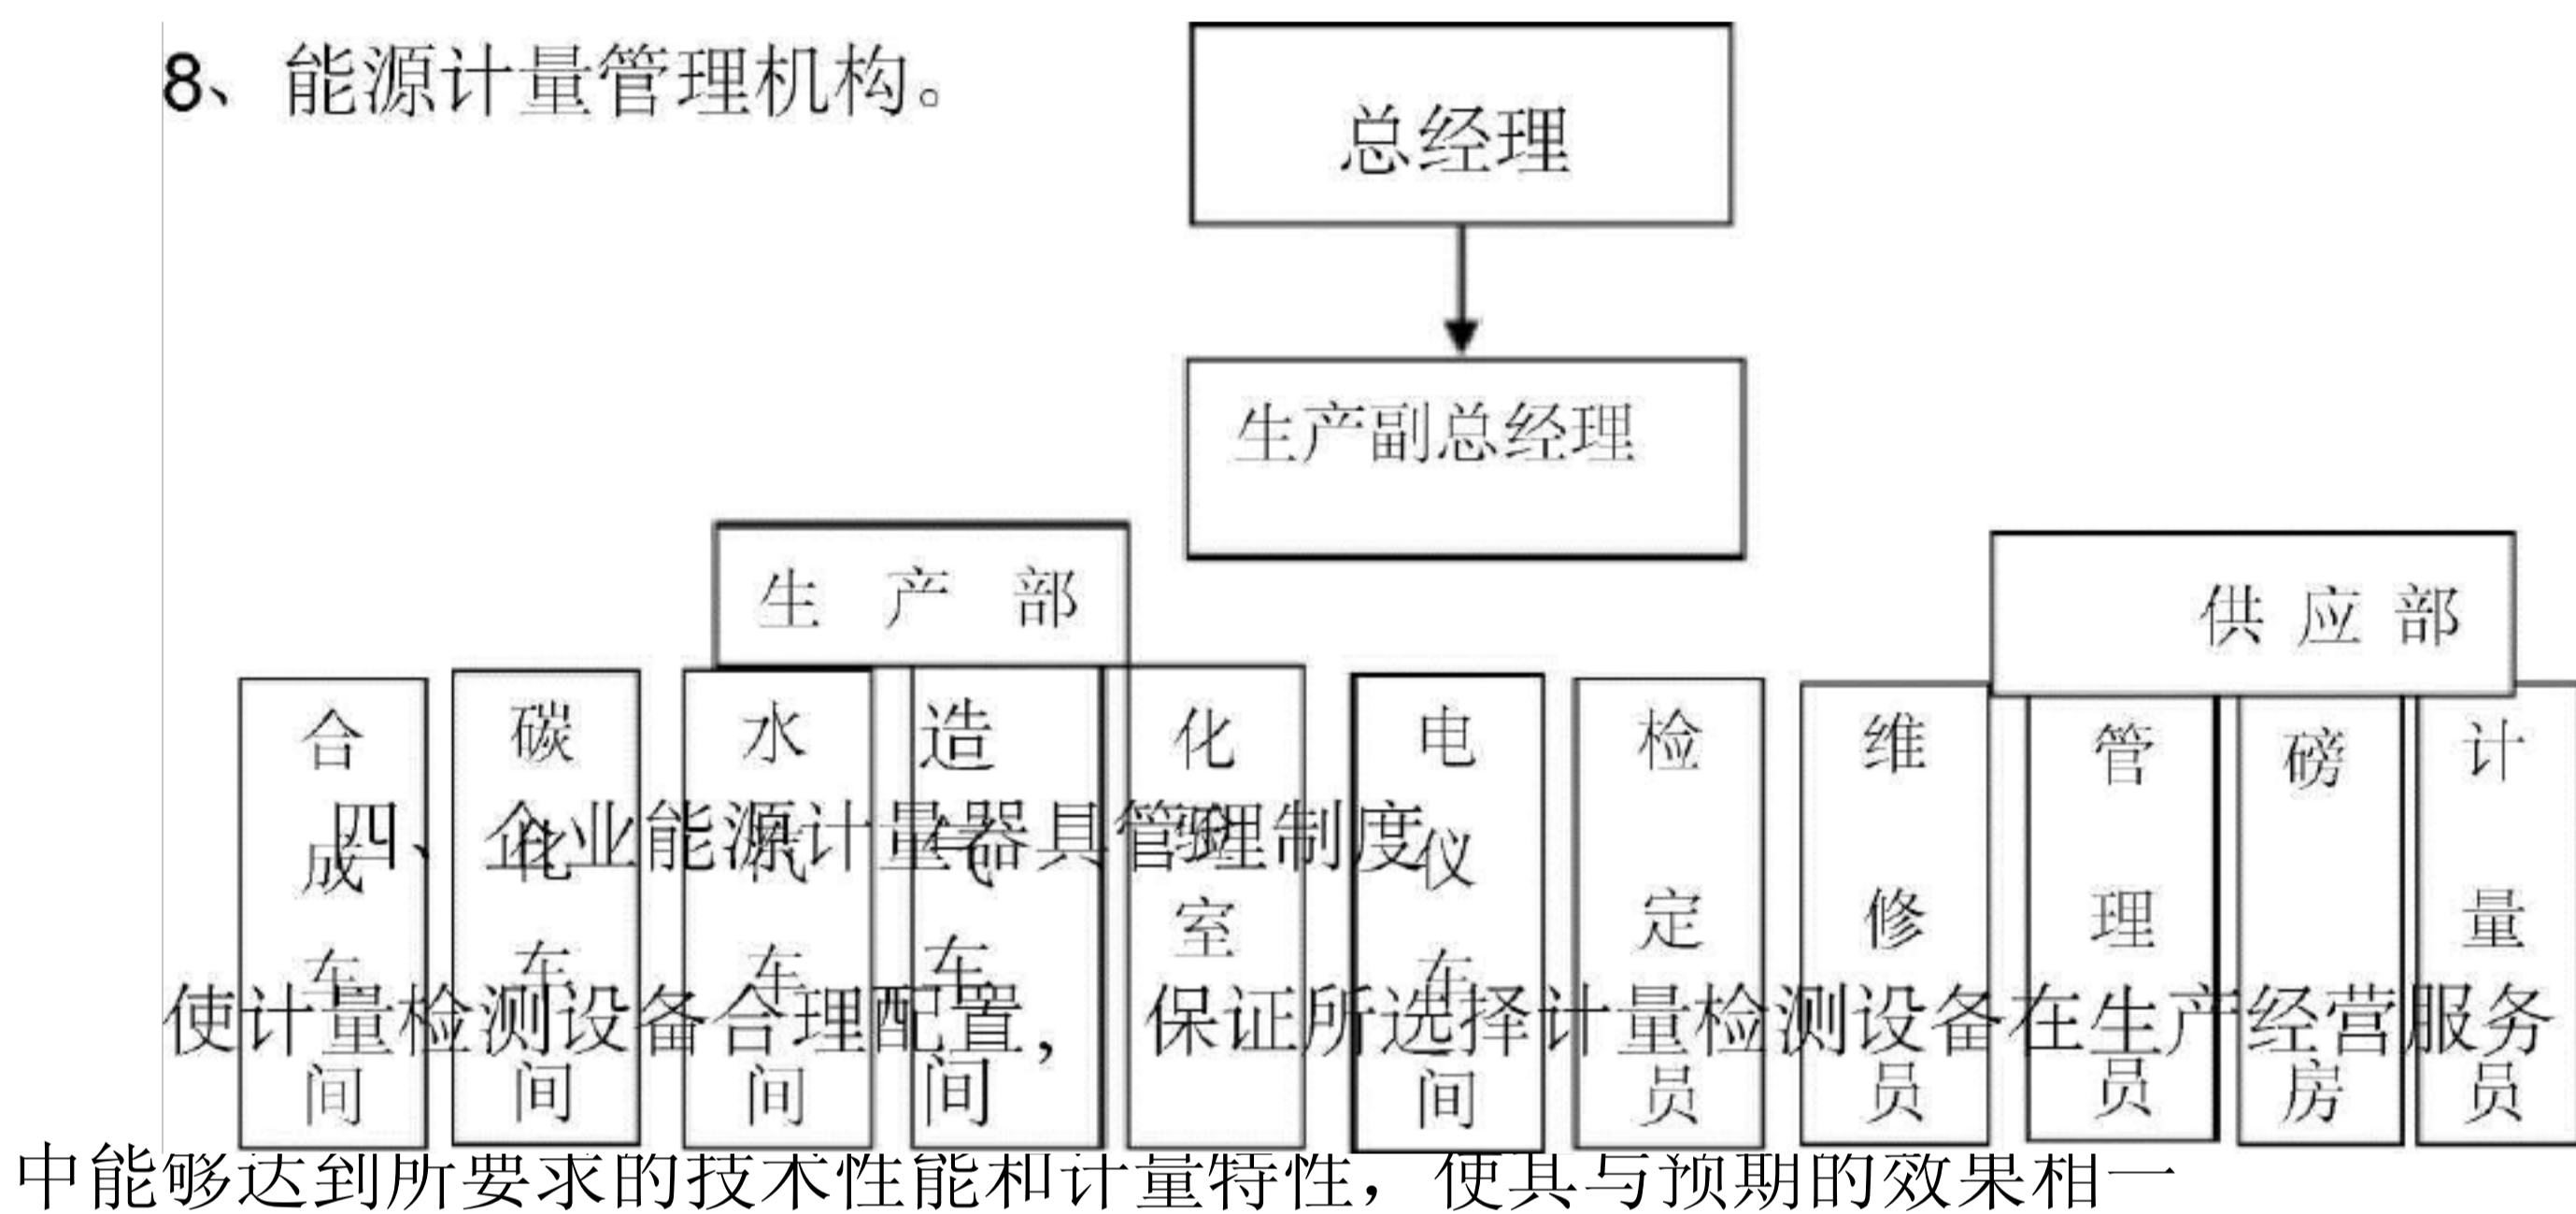 8、能源计量管理机构。
总经理
生产副总经理
生产部
供应部
合成车间
碳化车间
水汽车间
造气车间
化验室
电仪车间
检定员
维修员
管理员
磅房
计量员
四、企业能源计量器具管理制度
使计量检测设备合理配置，保证所选择计量检测设备在生产经营服务
中能够达到所要求的技术性能和计量特性，使其与预期的效果相一